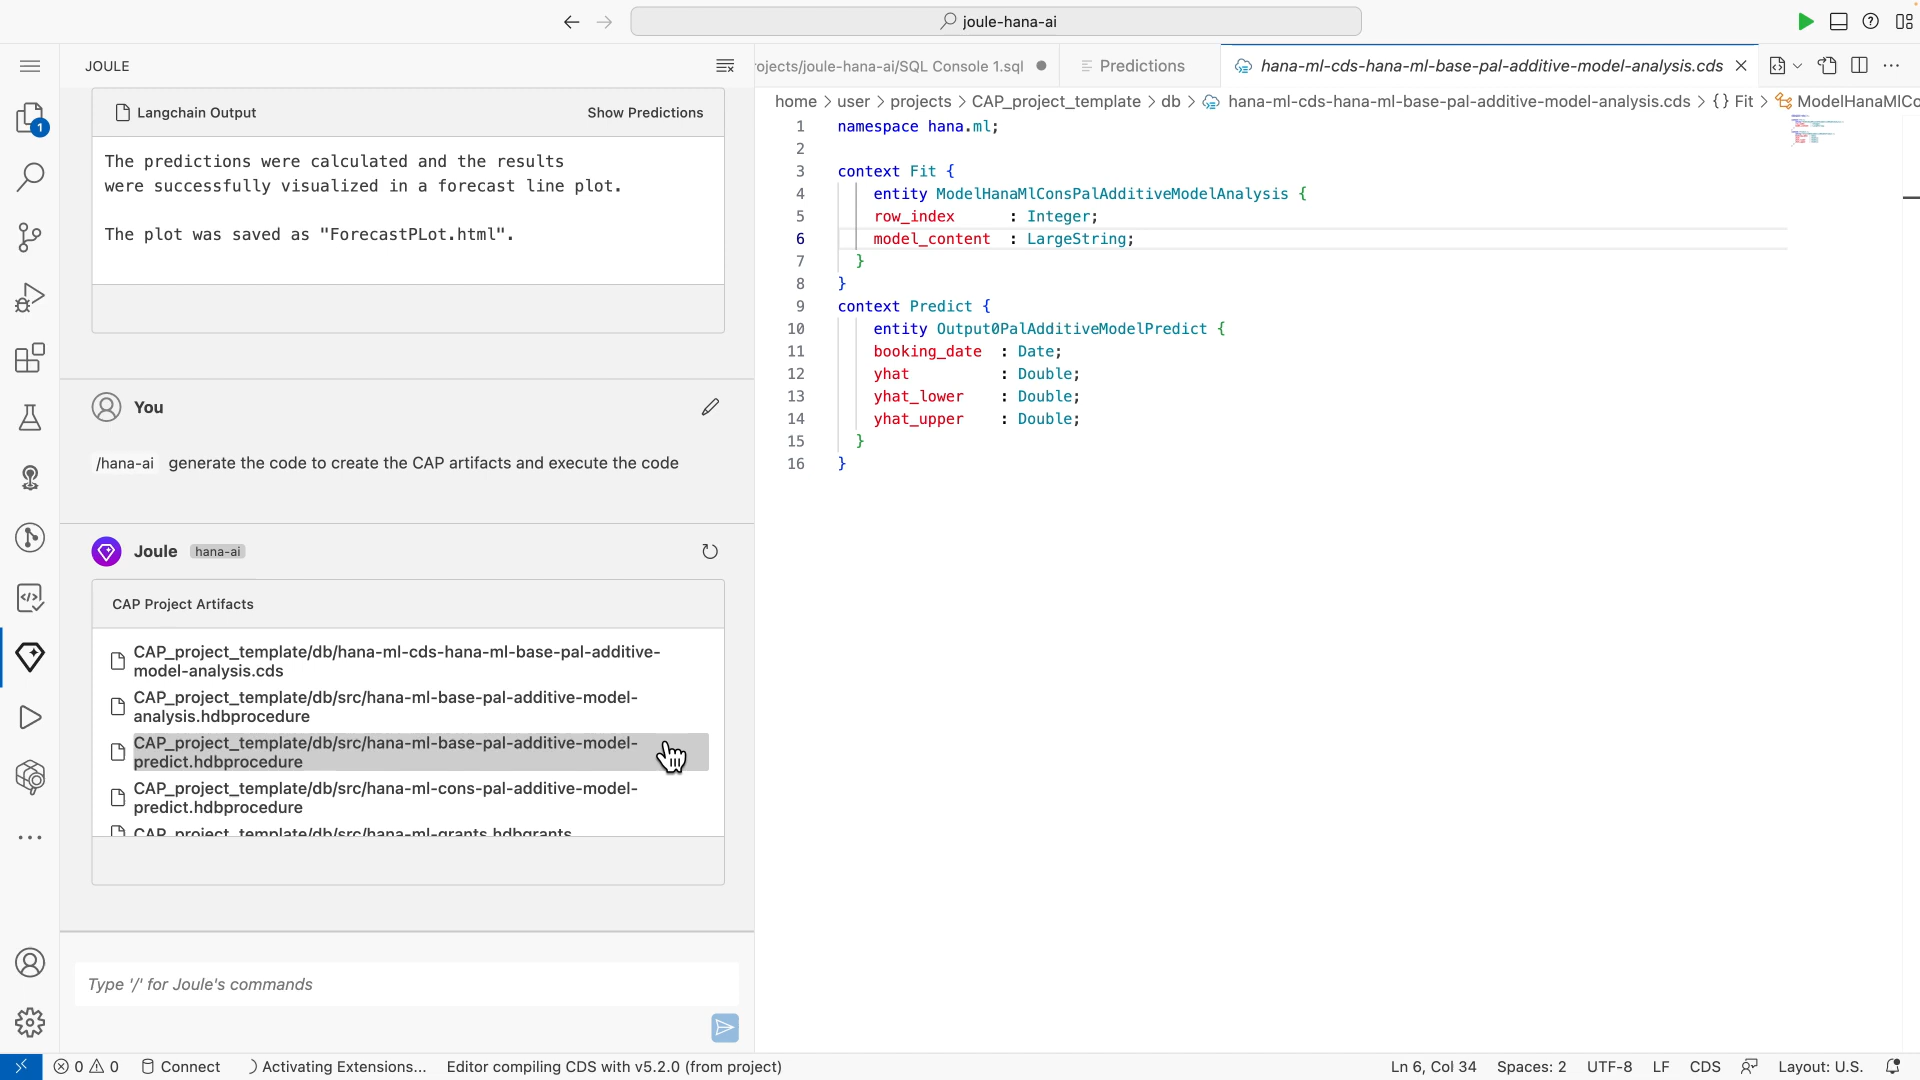 joule-hana-ai
JOULE
ojects/joule-hana-ai/SQL Console 1.sql
Predictions
hana-ml-cds-hana-ml-base-pal-additive-model-analysis.cds
home > user > projects > CAP_project_template > db > hana-ml-cds-hana-ml-base-pal-additive-model-analysis.cds > {} Fit > ModelHanaMlCo
1
Langchain Output
Show Predictions
The predictions were calculated and the results
were successfully visualized in a forecast line plot.
The plot was saved as "ForecastPLot.html".
You
/hana-ai generate the code to create the CAP artifacts and execute the code
Joule hana-ai
CAP Project Artifacts
CAP_project_template/db/hana-ml-cds-hana-ml-base-pal-additive-
model-analysis.cds
CAP_project_template/db/src/hana-ml-base-pal-additive-model-
analysis.hdbprocedure
CAP_project_template/db/src/hana-ml-base-pal-additive-model-
predict.hdbprocedure
CAP_project_template/db/src/hana-ml-cons-pal-additive-model-
predict.hdbprocedure
CAP_project_template/db/src/hana-ml-grants.hdbgrants
Type '/' for Joule's commands
1 namespace hana.ml;
2
3 context Fit {
4 entity ModelHanaMlConsPalAdditiveModelAnalysis {
5 row_index : Integer;
6 model_content : LargeString;
7 }
8 }
9 context Predict {
10 entity Output0PalAdditiveModelPredict {
11 booking_date : Date;
12 yhat : Double;
13 yhat_lower : Double;
14 yhat_upper : Double;
15 }
16 }
0 0 Connect Activating Extensions... Editor compiling CDS with v5.2.0 (from project)
Ln 6, Col 34 Spaces: 2 UTF-8 LF CDS Layout: U.S.